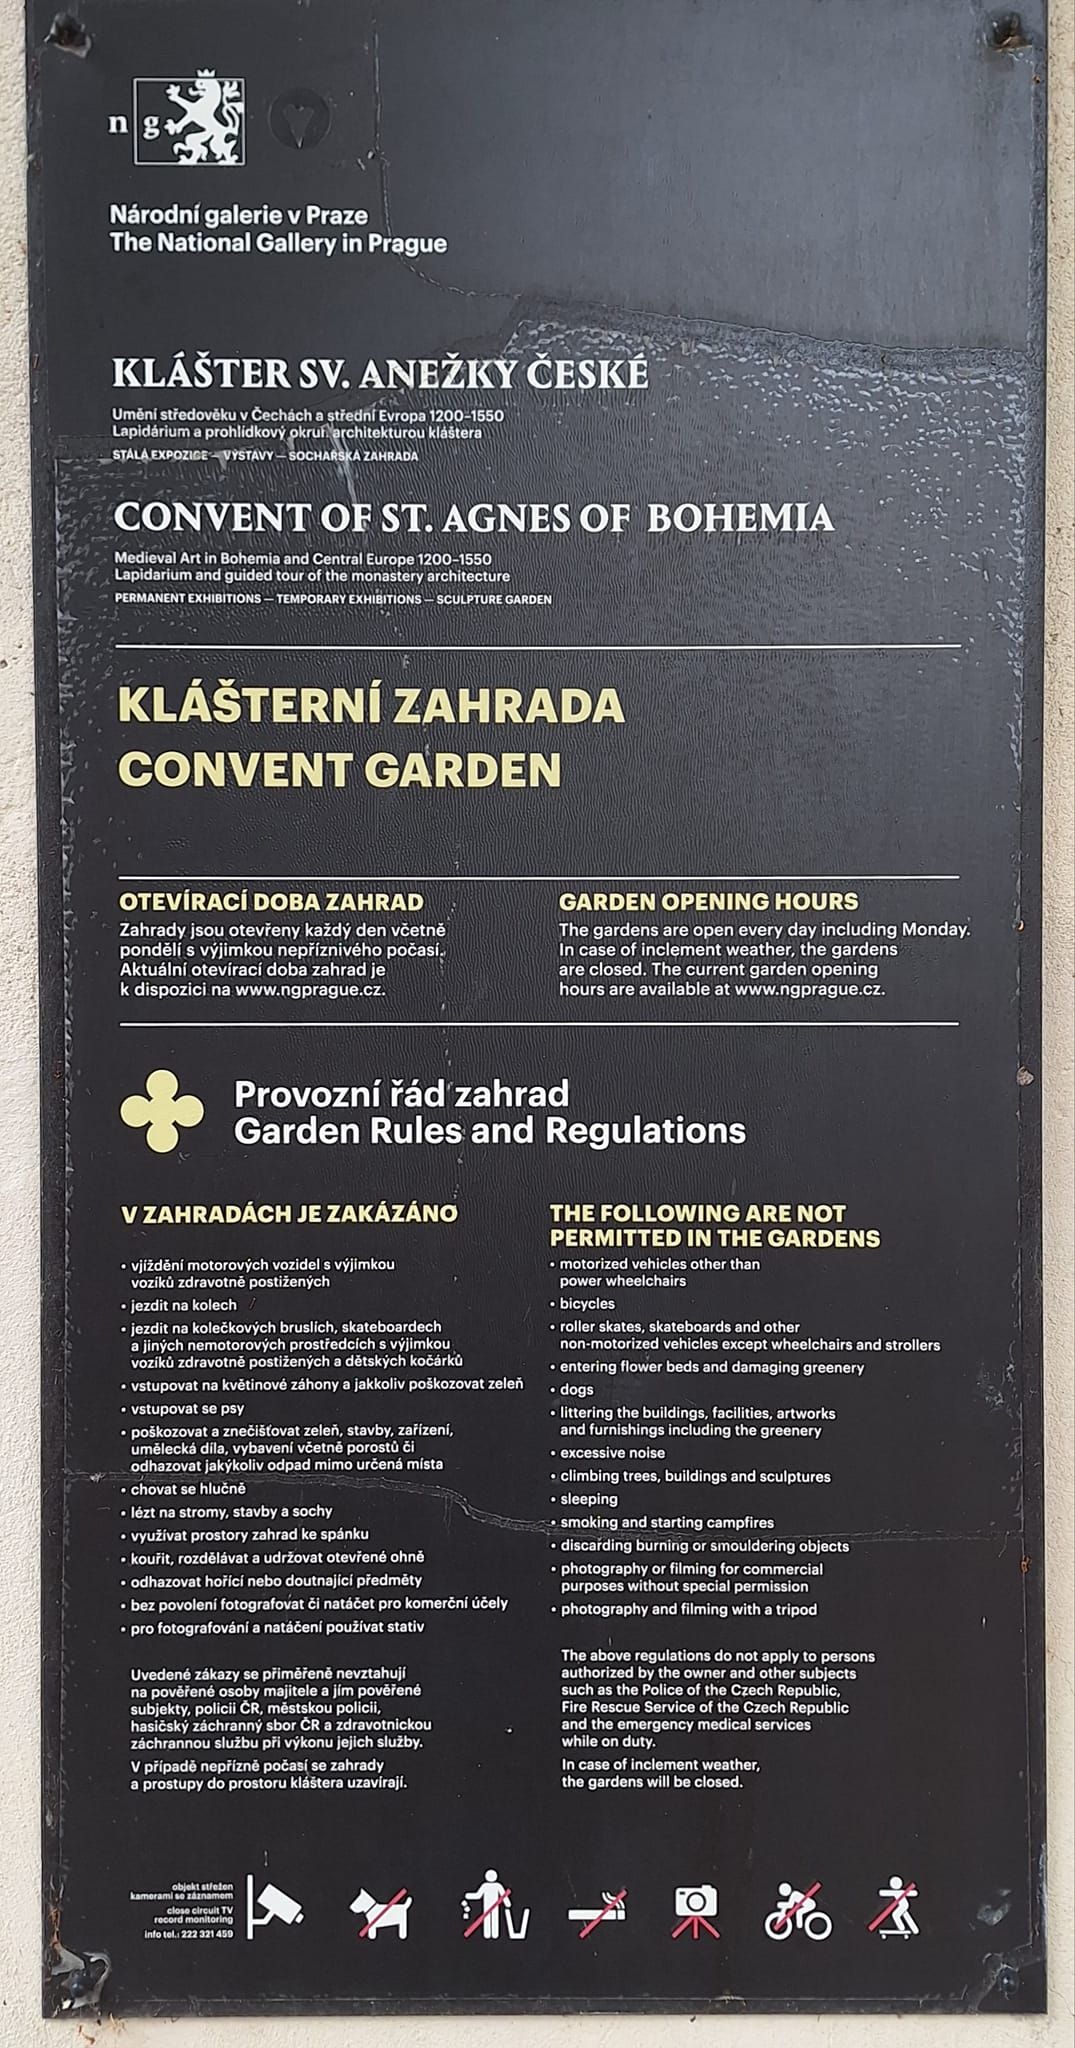 n g
Národní galerie v Praze
The National Gallery in Prague
KLÁŠTER SV. ANEŽKY ČESKÉ
Umění středověku v Čechách a střední Evropa 1200–1550
Lapidárium a prohlídkový okruh architekturou kláštera
STÁLÁ EXPOZICE — VÝSTAVY — SOCHAŘSKÁ ZAHRADA
CONVENT OF ST. AGNES OF BOHEMIA
Medieval Art in Bohemia and Central Europe 1200–1550
Lapidarium and guided tour of the monastery architecture
PERMANENT EXHIBITIONS — TEMPORARY EXHIBITIONS — SCULPTURE GARDEN
KLÁŠTERNÍ ZAHRADA
CONVENT GARDEN
OTEVÍRACÍ DOBA ZAHRAD
Zahrady jsou otevřeny každý den včetně
pondělí s výjimkou nepříznivého počasí.
Aktuální otevírací doba zahrad je
k dispozici na www.ngprague.cz.
GARDEN OPENING HOURS
The gardens are open every day including Monday.
In case of inclement weather, the gardens
are closed. The current garden opening
hours are available at www.ngprague.cz.
Provozní řád zahrad
Garden Rules and Regulations
V ZAHRADÁCH JE ZAKÁZÁNO
• vjíždění motorových vozidel s výjimkou
vozíků zdravotně postižených
• jezdit na kolech
• jezdit na kolečkových bruslích, skateboardech
a jiných nemotorových prostředcích s výjimkou
vozíků zdravotně postižených a dětských kočárků
• vstupovat na květinové záhony a jakkoliv poškozovat zeleň
• vstupovat se psy
• poškozovat a znečišťovat zeleň, stavby, zařízení,
umělecká díla, vybavení včetně porostů či
odhazovat jakýkoliv odpad mimo určená místa
• chovat se hlučně
• lézt na stromy, stavby a sochy
• využívat prostory zahrad ke spánku
• kouřit, rozdělávat a udržovat otevřené ohně
• odhazovat hořící nebo doutnající předměty
• bez povolení fotografovat či natáčet pro komerční účely
• pro fotografování a natáčení používat stativ
Uvedené zákazy se přiměřeně nevztahují
na pověřené osoby majitele a jím pověřené
subjekty, policii ČR, městskou policii,
hasičský záchranný sbor ČR a zdravotnickou
záchrannou službu při výkonu jejich služby.
V případě nepřízně počasí se zahrady
a prostupy do prostoru kláštera uzavírají.
THE FOLLOWING ARE NOT
PERMITTED IN THE GARDENS
• motorized vehicles other than
power wheelchairs
• bicycles
• roller skates, skateboards and other
non-motorized vehicles except wheelchairs and strollers
• entering flower beds and damaging greenery
• dogs
• littering the buildings, facilities, artworks
and furnishings including the greenery
• excessive noise
• climbing trees, buildings and sculptures
• sleeping
• smoking and starting campfires
• discarding burning or smouldering objects
• photography or filming for commercial
purposes without special permission
• photography and filming with a tripod
The above regulations do not apply to persons
authorized by the owner and other subjects
such as the Police of the Czech Republic,
Fire Rescue Service of the Czech Republic
and the emergency medical services
while on duty.
In case of inclement weather,
the gardens will be closed.
objekt střežen
kamerami se záznamem
close circuit TV
record monitoring
info tel.: 222 321 459